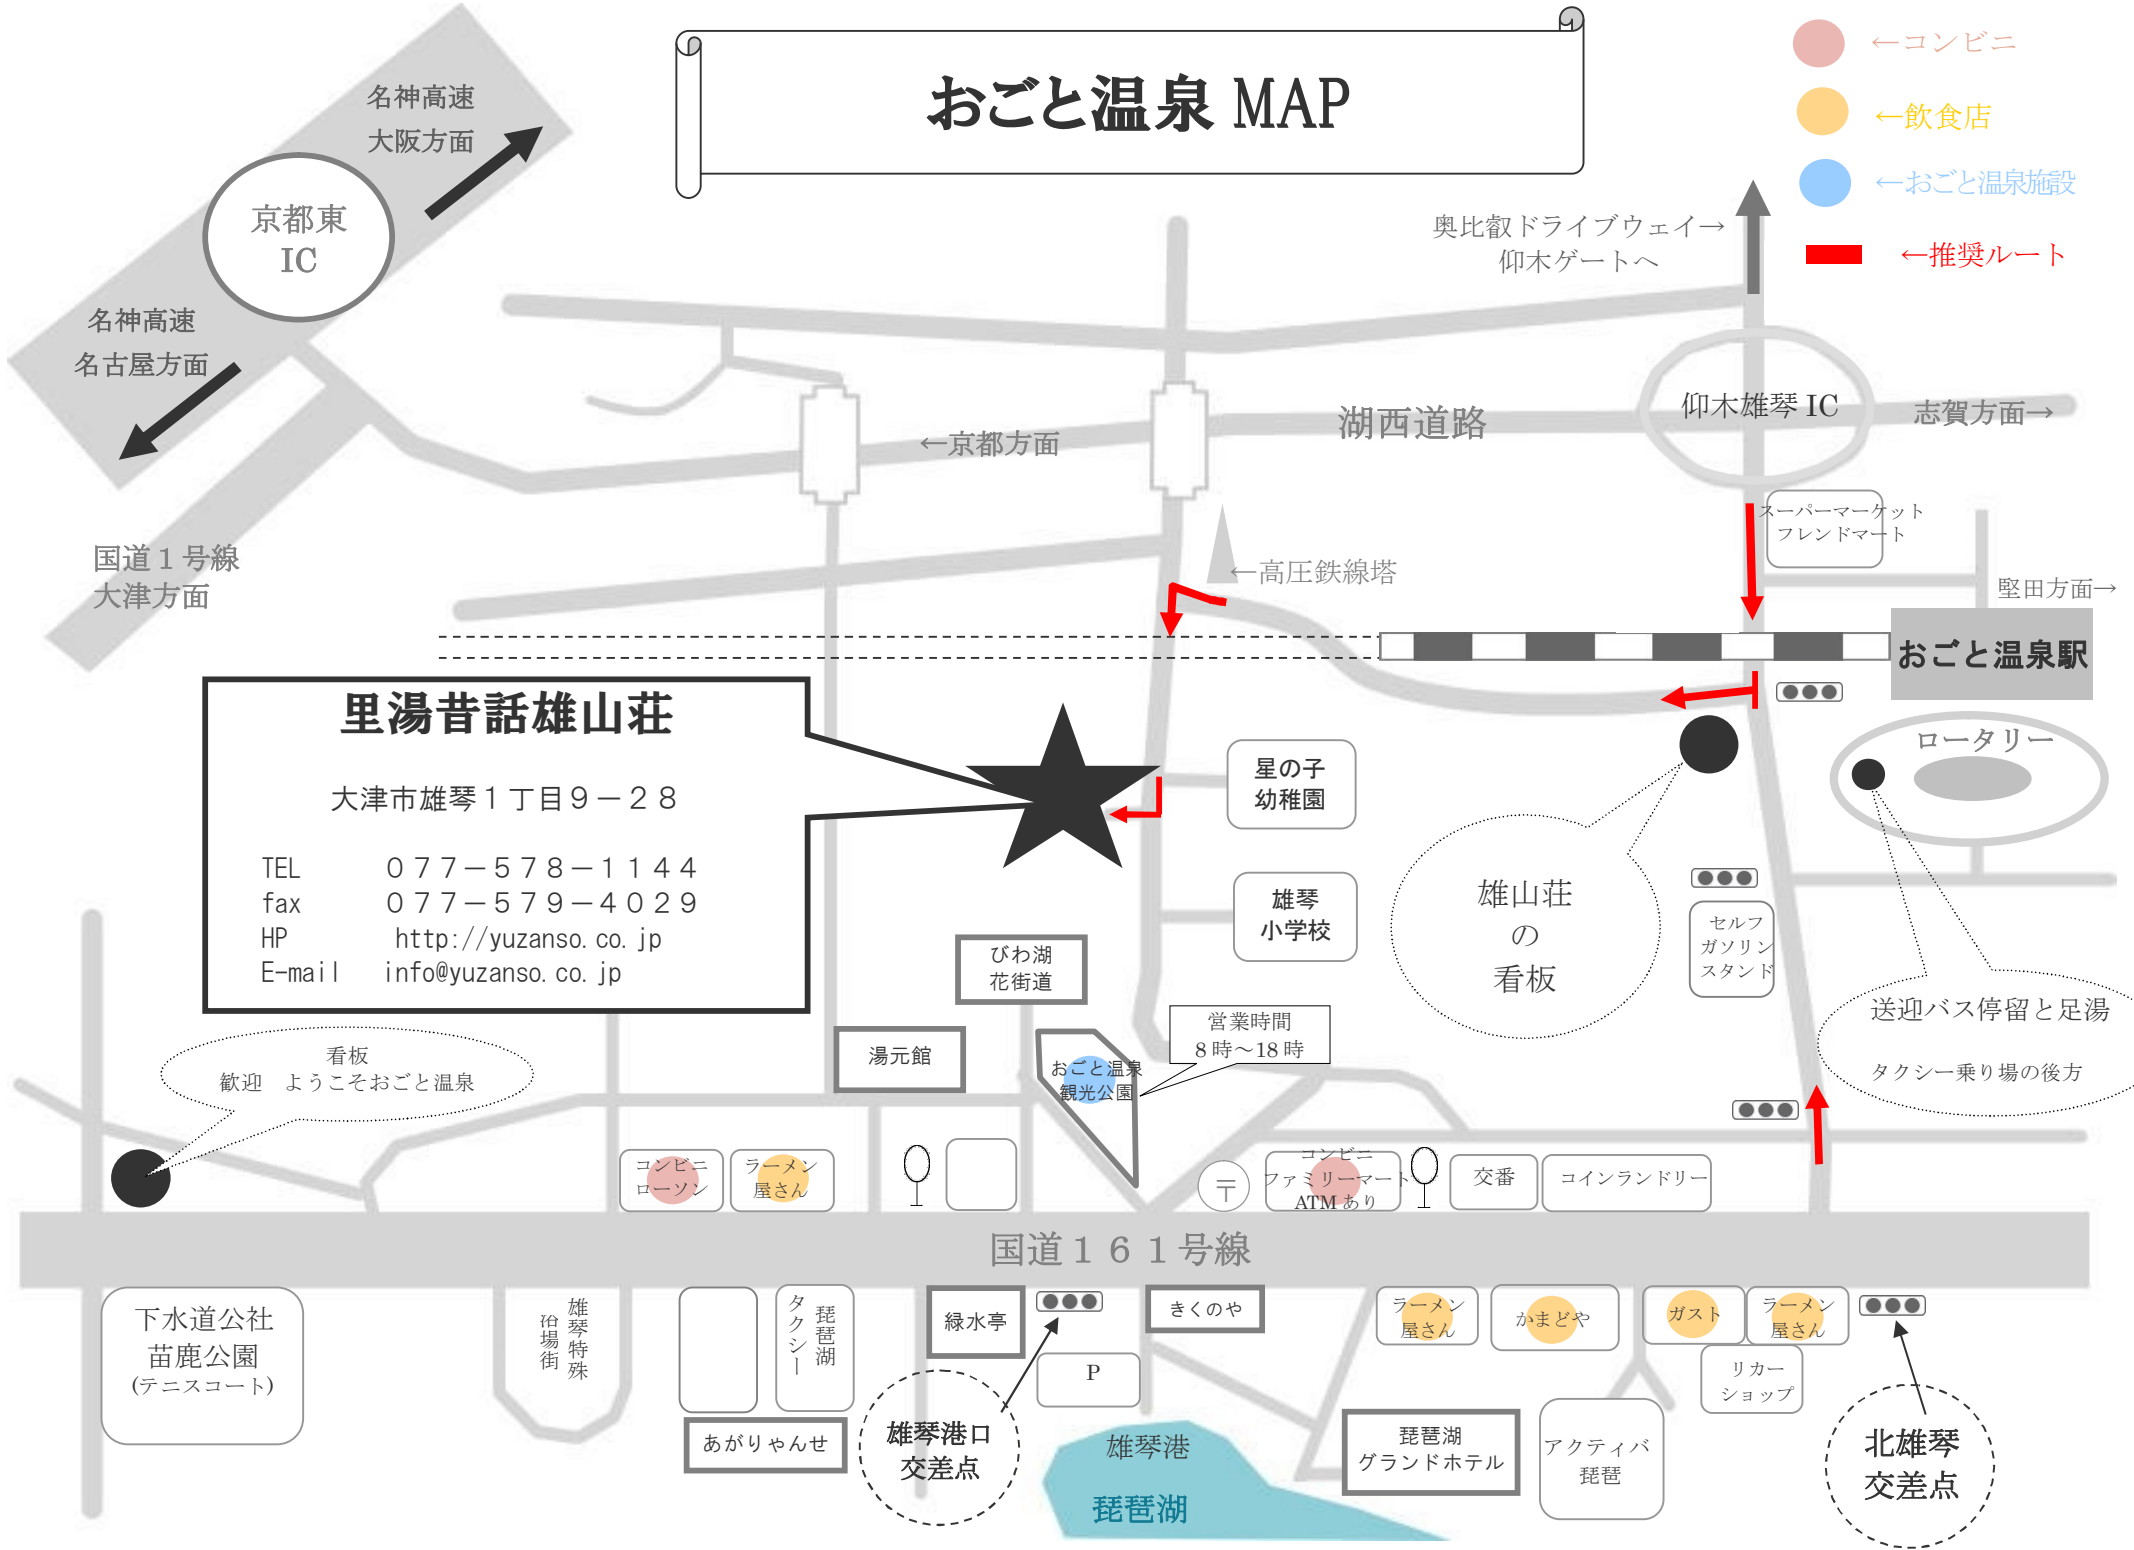 おごと温泉 MAP
←コンビニ
←飲食店
←おごと温泉施設
←推奨ルート
名神高速
大阪方面
京都東
IC
名神高速
名古屋方面
国道１号線
大津方面
奥比叡ドライブウェイ→
仰木ゲートへ
←京都方面
湖西道路
仰木雄琴 IC
志賀方面→
スーパーマーケット
フレンドマート
←高圧鉄線塔
堅田方面→
おごと温泉駅
ロータリー
里湯昔話雄山荘
大津市雄琴１丁目９－２８
TEL ０７７－５７８－１１４４
fax ０７７－５７９－４０２９
HP http://yuzanso.co.jp
E-mail info@yuzanso.co.jp
星の子
幼稚園
雄琴
小学校
雄山荘
の
看板
セルフ
ガソリン
スタンド
送迎バス停留と足湯
タクシー乗り場の後方
びわ湖
花街道
湯元館
おごと温泉
観光公園
営業時間
8 時～18 時
看板
歓迎　ようこそおごと温泉
コンビニ
ローソン
ラーメン
屋さん
〒
コンビニ
ファミリーマート
ATM あり
交番
コインランドリー
国道１６１号線
下水道公社
苗鹿公園
(テニスコート)
雄琴特殊
浴場街
琵琶湖
タクシー
あがりゃんせ
緑水亭
P
雄琴港口
交差点
きくのや
雄琴港
琵琶湖
ラーメン
屋さん
かまどや
ガスト
ラーメン
屋さん
リカー
ショップ
琵琶湖
グランドホテル
アクティバ
琵琶
北雄琴
交差点